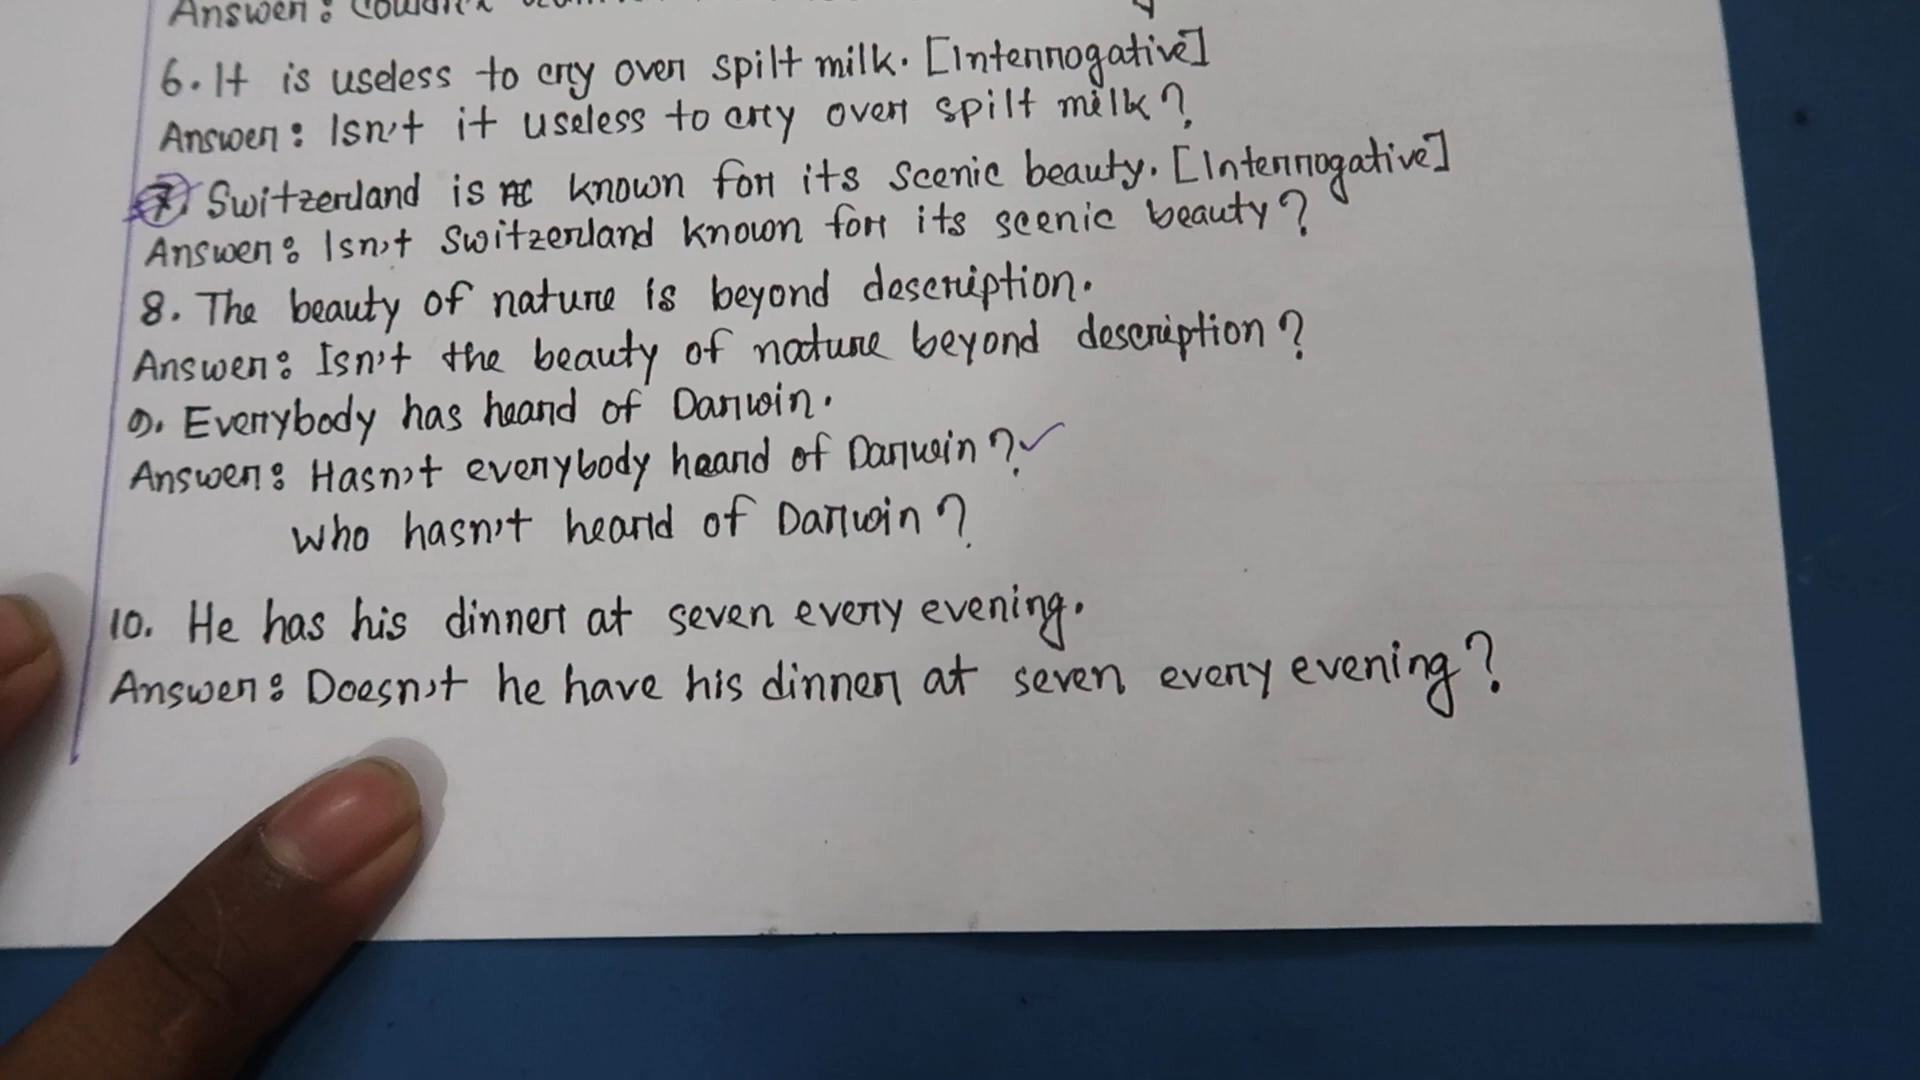 Answer: Couldn't
6. It is useless to cry over spilt milk. [Interrogative]
Answer: Isn't it useless to cry over spilt milk?
7. Switzerland is known for its scenic beauty. [Interrogative]
Answer: Isn't Switzerland known for its scenic beauty?
8. The beauty of nature is beyond description.
Answer: Isn't the beauty of nature beyond description?
9. Everybody has heard of Darwin.
Answer: Hasn't everybody heard of Darwin?
Who hasn't heard of Darwin?
10. He has his dinner at seven every evening.
Answer: Doesn't he have his dinner at seven every evening?